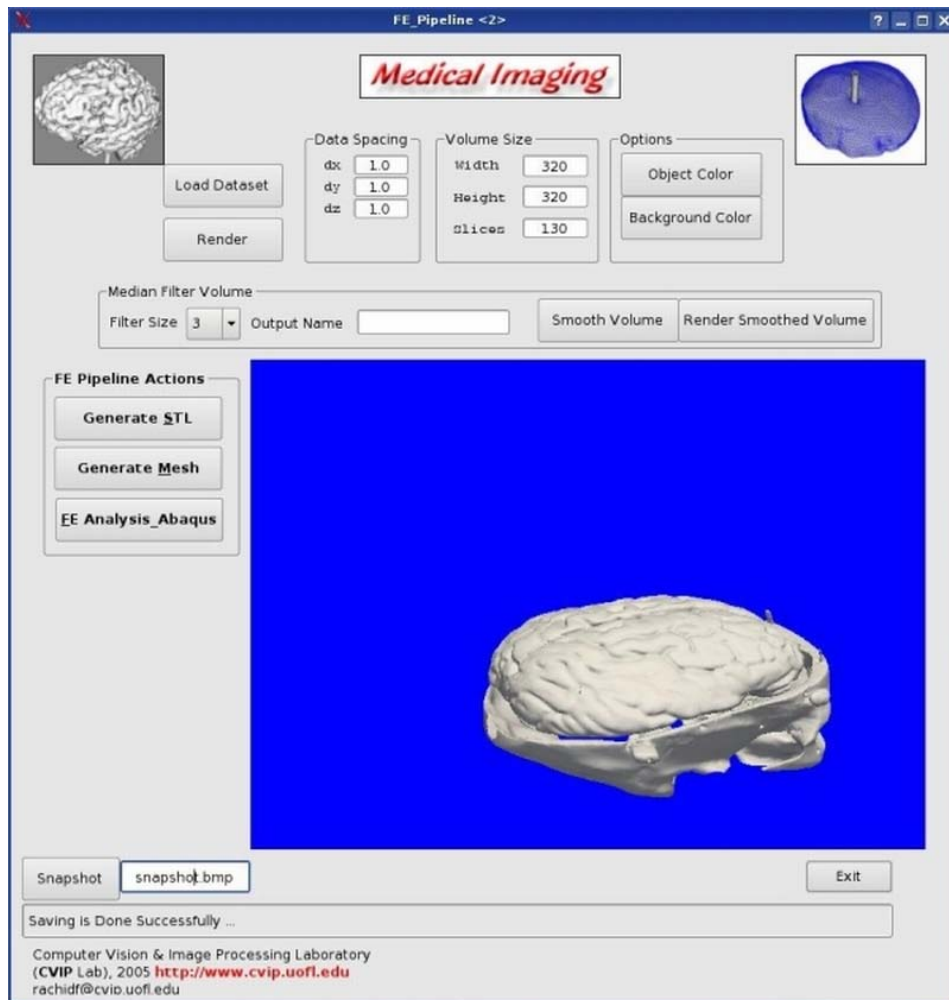 FE_Pipeline <2>
Medical Imaging
Load Dataset
Render
Data Spacing
dx 1.0
dy 1.0
dz 1.0
Volume Size
Width 320
Height 320
Slices 130
Options
Object Color
Background Color
Median Filter Volume
Filter Size 3 Output Name Smooth Volume Render Smoothed Volume
FE Pipeline Actions
Generate STL
Generate Mesh
FE Analysis_Abaqus
Snapshot snapshot.bmp Exit
Saving is Done Successfully ...
Computer Vision & Image Processing Laboratory
(CVIP Lab), 2005 http://www.cvip.uofl.edu
rachidf@cvip.uofl.edu